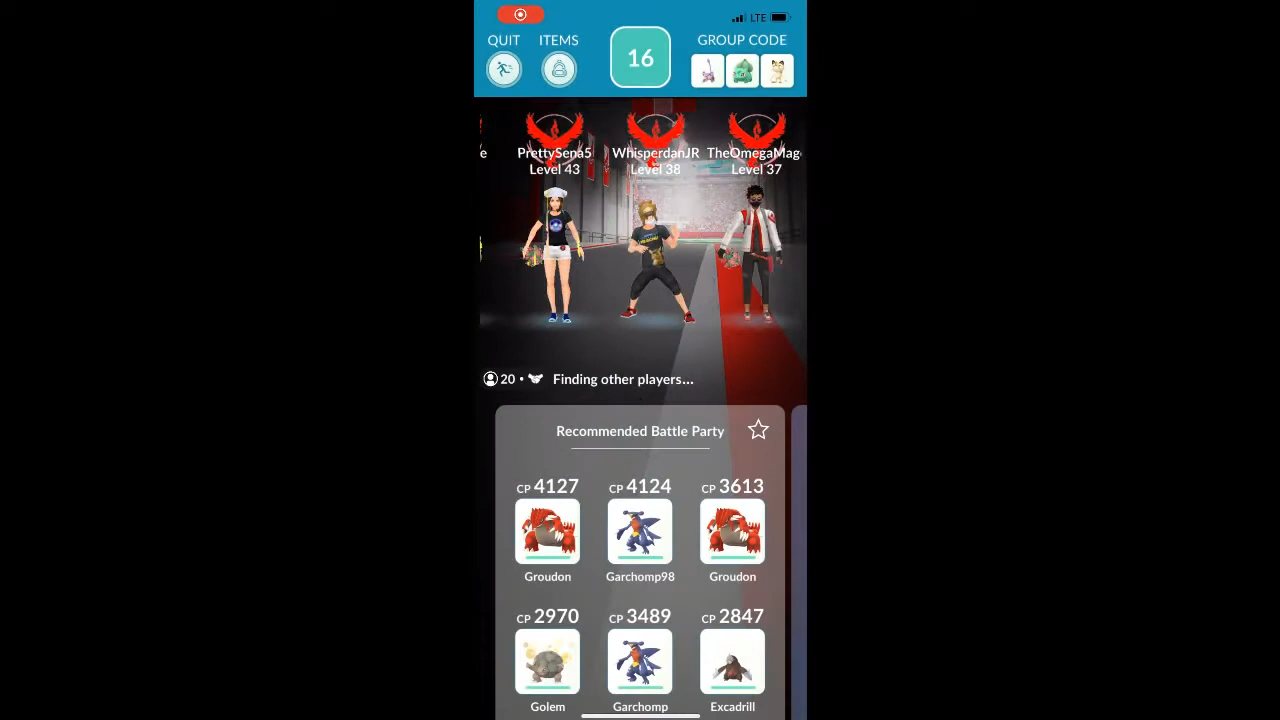 LTE
QUIT ITEMS
16
GROUP CODE
e
PrettySena5
Level 43
WhisperdanJR
Level 38
TheOmegaMag
Level 37
20 • Finding other players...
Recommended Battle Party
CP 4127 CP 4124 CP 3613
Groudon Garchomp98 Groudon
CP 2970 CP 3489 CP 2847
Golem Garchomp Excadrill